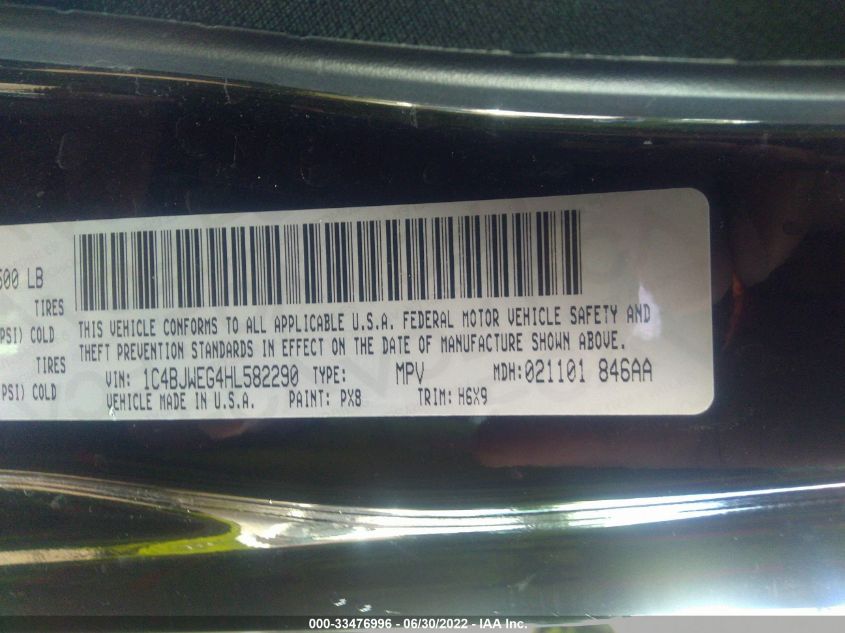 500 LB
TIRES
PSI) COLD
TIRES
PSI) COLD
THIS VEHICLE CONFORMS TO ALL APPLICABLE U.S.A. FEDERAL MOTOR VEHICLE SAFETY AND
THEFT PREVENTION STANDARDS IN EFFECT ON THE DATE OF MANUFACTURE SHOWN ABOVE.
VIN: 1C4BJWEG4HL582290 TYPE: MPV MDH:021101 846AA
VEHICLE MADE IN U.S.A. PAINT: PX8 TRIM: H6X9
000-33476996 - 06/30/2022 - IAA Inc.